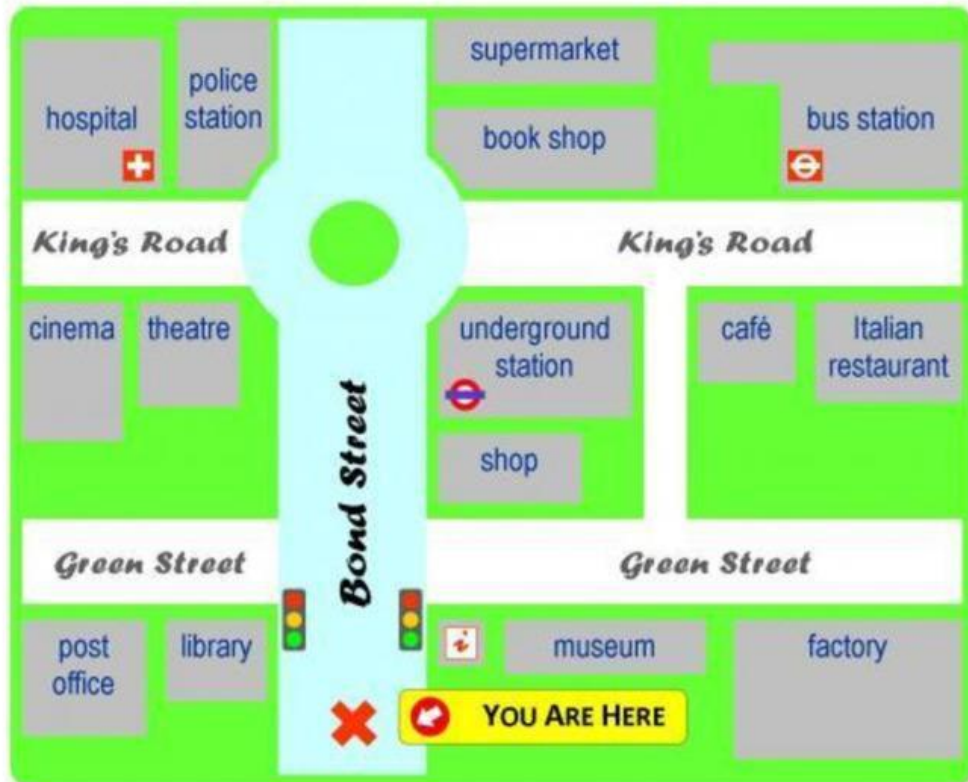 supermarket
police
station
hospital
book shop
bus station
King's Road
King's Road
cinema
theatre
underground
station
café
Italian
restaurant
shop
Bond Street
Green Street
Green Street
post
office
library
i
museum
factory
YOU ARE HERE